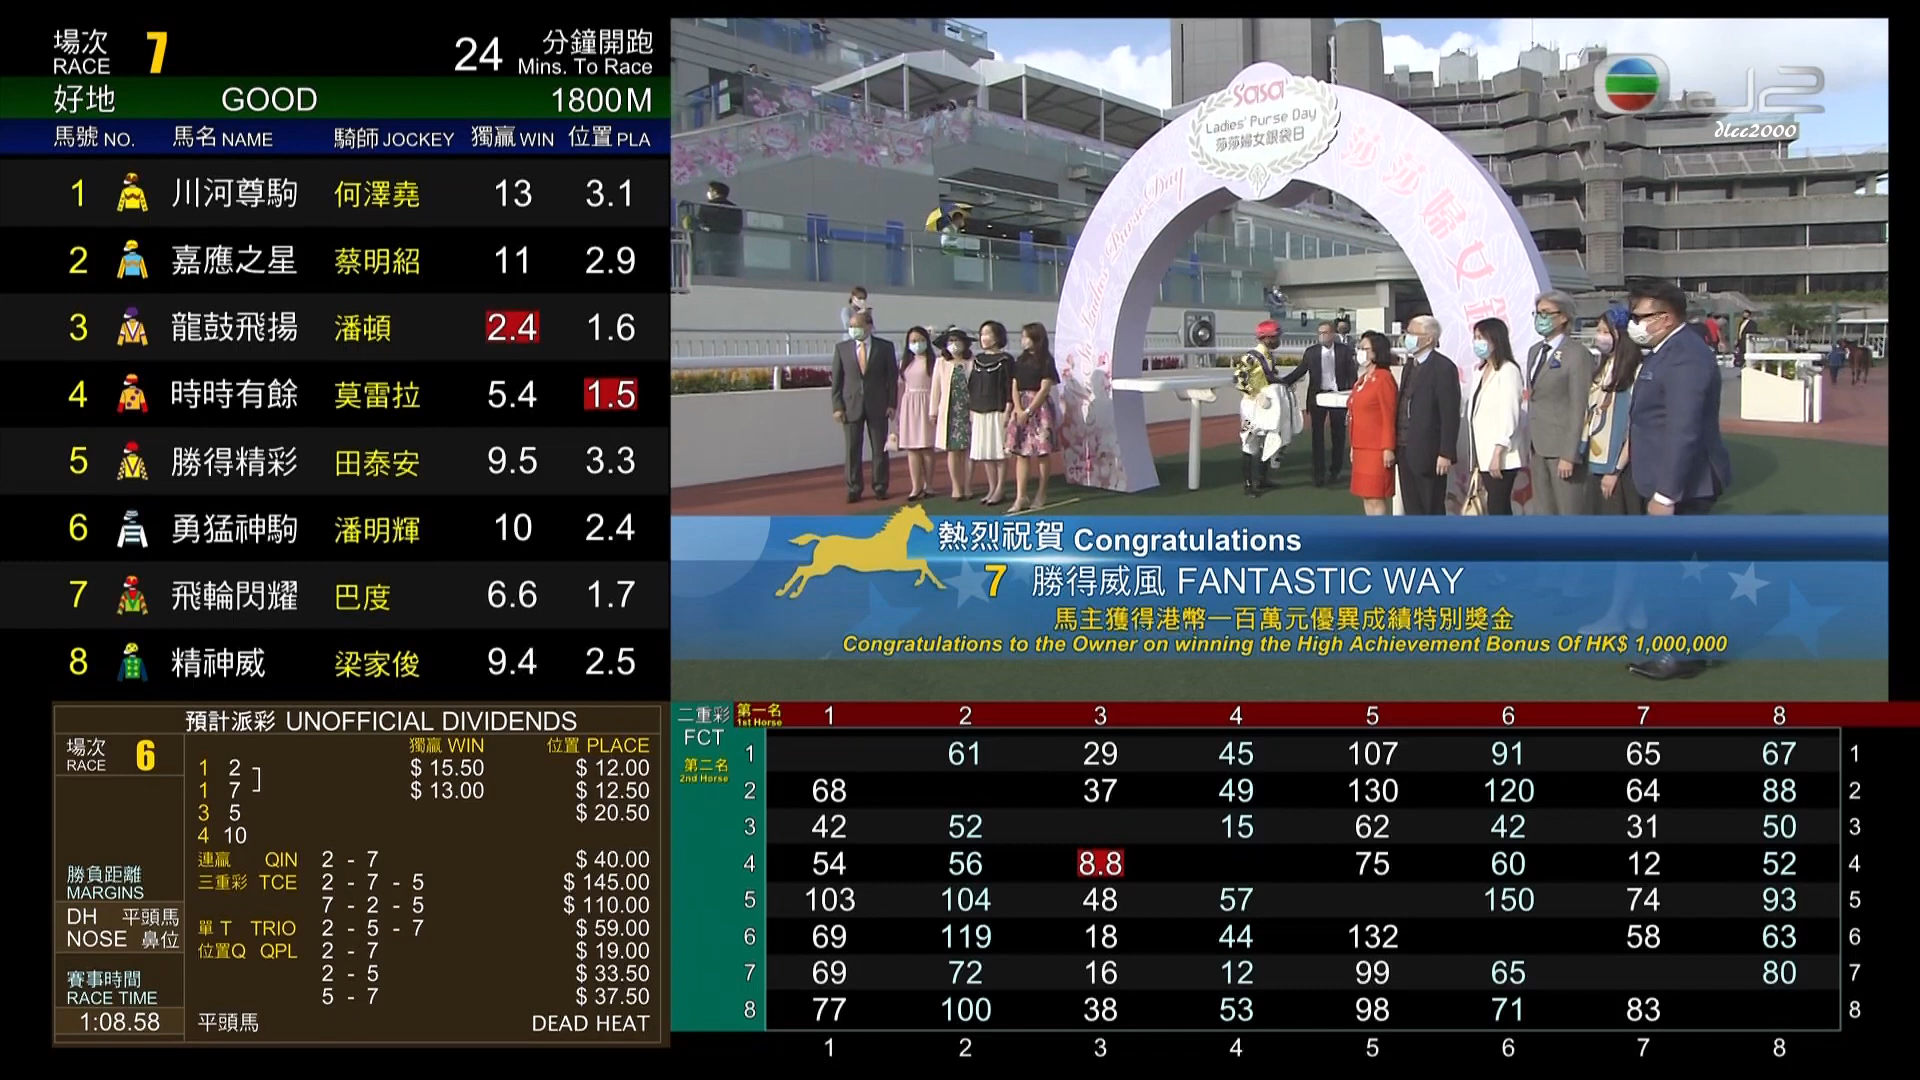 場次 7 24 分鐘開跑
RACE Mins. To Race
好地 GOOD 1800M
馬號 NO. 馬名 NAME 騎師 JOCKEY 獨贏 WIN 位置 PLA
1 川河尊駒 何澤堯 13 3.1
2 嘉應之星 蔡明紹 11 2.9
3 龍鼓飛揚 潘頓 2.4 1.6
4 時時有餘 莫雷拉 5.4 1.5
5 勝得精彩 田泰安 9.5 3.3
6 勇猛神駒 潘明輝 10 2.4
7 飛輪閃耀 巴度 6.6 1.7
8 精神威 梁家俊 9.4 2.5
J2
dlcc2000
sasa
Ladies' Purse Day
莎莎婦女銀袋日
莎莎婦女銀
熱烈祝賀 Congratulations
7 勝得威風 FANTASTIC WAY
馬主獲得港幣一百萬元優異成績特別獎金
Congratulations to the Owner on winning the High Achievement Bonus Of HK$ 1,000,000
預計派彩 UNOFFICIAL DIVIDENDS
場次 RACE 6
獨贏 WIN 位置 PLACE
1 2 $ 15.50 $ 12.00
1 7 $ 13.00 $ 12.50
3 5 $ 20.50
4 10
連贏 QIN 2 - 7 $ 40.00
三重彩 TCE 2 - 7 - 5 $ 145.00
7 - 2 - 5 $ 110.00
單T TRIO 2 - 5 - 7 $ 59.00
位置Q QPL 2 - 7 $ 19.00
2 - 5 $ 33.50
5 - 7 $ 37.50
平頭馬 DEAD HEAT
勝負距離
MARGINS
DH 平頭馬
NOSE 鼻位
賽事時間
RACE TIME
1:08.58
二重彩 第一名 1 2 3 4 5 6 7 8
FCT 1st Horse
第二名
2nd Horse
1 61 29 45 107 91 65 67 1
2 68 37 49 130 120 64 88 2
3 42 52 15 62 42 31 50 3
4 54 56 8.8 75 60 12 52 4
5 103 104 48 57 150 74 93 5
6 69 119 18 44 132 58 63 6
7 69 72 16 12 99 65 80 7
8 77 100 38 53 98 71 83 8
1 2 3 4 5 6 7 8